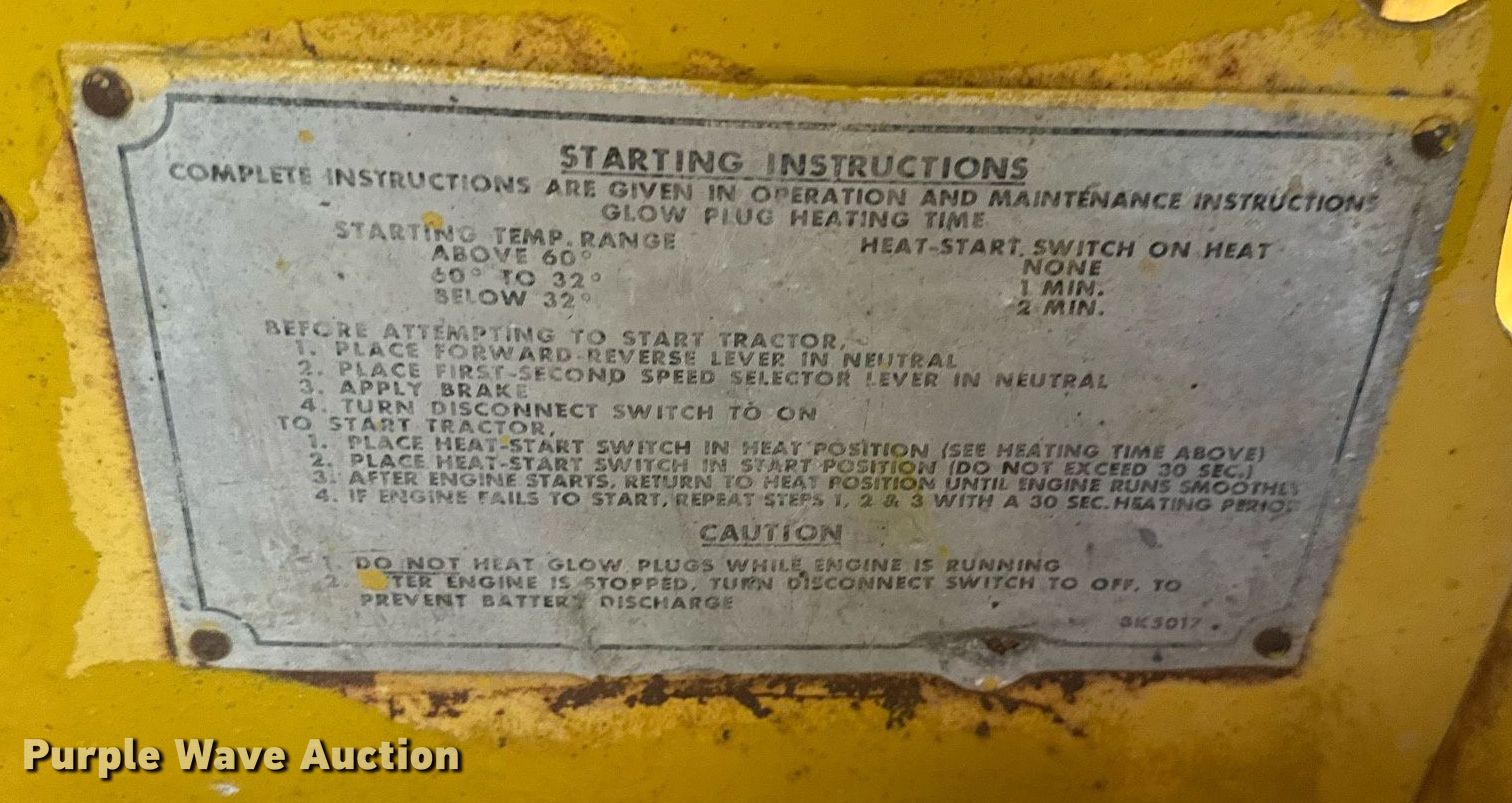 STARTING INSTRUCTIONS
COMPLETE INSTRUCTIONS ARE GIVEN IN OPERATION AND MAINTENANCE INSTRUCTIONS
GLOW PLUG HEATING TIME
STARTING TEMP. RANGE HEAT-START SWITCH ON HEAT
ABOVE 60° NONE
60° TO 32° 1 MIN.
BELOW 32° 2 MIN.
BEFORE ATTEMPTING TO START TRACTOR,
1. PLACE FORWARD-REVERSE LEVER IN NEUTRAL
2. PLACE FIRST-SECOND SPEED SELECTOR LEVER IN NEUTRAL
3. APPLY BRAKE
4. TURN DISCONNECT SWITCH TO ON
TO START TRACTOR,
1. PLACE HEAT-START SWITCH IN HEAT POSITION (SEE HEATING TIME ABOVE)
2. PLACE HEAT-START SWITCH IN START POSITION (DO NOT EXCEED 30 SEC.)
3. AFTER ENGINE STARTS, RETURN TO HEAT POSITION UNTIL ENGINE RUNS SMOOTHLY
4. IF ENGINE FAILS TO START, REPEAT STEPS 1, 2 & 3 WITH A 30 SEC. HEATING PERIOD
CAUTION
1. DO NOT HEAT GLOW PLUGS WHILE ENGINE IS RUNNING
2. AFTER ENGINE IS STOPPED, TURN DISCONNECT SWITCH TO OFF, TO
PREVENT BATTERY DISCHARGE
Purple Wave Auction